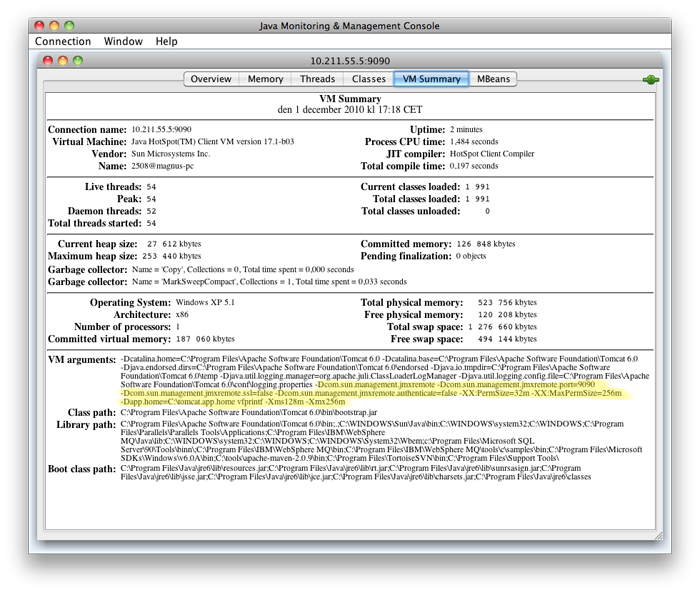 Java Monitoring & Management Console
Connection Window Help
10.211.55.5:9090
Overview Memory Threads Classes VM Summary MBeans
VM Summary
den 1 december 2010 kl 17:18 CET
Connection name: 10.211.55.5:9090 Uptime: 2 minutes
Virtual Machine: Java HotSpot(TM) Client VM version 17.1-b03 Process CPU time: 1,484 seconds
Vendor: Sun Microsystems Inc. JIT compiler: HotSpot Client Compiler
Name: 2508@magnus-pc Total compile time: 0,197 seconds
Live threads: 54 Current classes loaded: 1 991
Peak: 54 Total classes loaded: 1 991
Daemon threads: 52 Total classes unloaded: 0
Total threads started: 54
Current heap size: 27 612 kbytes Committed memory: 126 848 kbytes
Maximum heap size: 253 440 kbytes Pending finalization: 0 objects
Garbage collector: Name = 'Copy', Collections = 0, Total time spent = 0,000 seconds
Garbage collector: Name = 'MarkSweepCompact', Collections = 1, Total time spent = 0,033 seconds
Operating System: Windows XP 5.1 Total physical memory: 523 756 kbytes
Architecture: x86 Free physical memory: 120 208 kbytes
Number of processors: 1 Total swap space: 1 276 660 kbytes
Committed virtual memory: 187 060 kbytes Free swap space: 494 144 kbytes
VM arguments: -Dcatalina.home=C:\Program Files\Apache Software Foundation\Tomcat 6.0 -Dcatalina.base=C:\Program Files\Apache Software Foundation\Tomcat 6.0
-Djava.endorsed.dirs=C:\Program Files\Apache Software Foundation\Tomcat 6.0\endorsed -Djava.io.tmpdir=C:\Program Files\Apache Software
Foundation\Tomcat 6.0\temp -Djava.util.logging.manager=org.apache.juli.ClassLoaderLogManager -Djava.util.logging.config.file=C:\Program Files\Apache
Software Foundation\Tomcat 6.0\conf\logging.properties -Dcom.sun.management.jmxremote -Dcom.sun.management.jmxremote.port=9090
-Dcom.sun.management.jmxremote.ssl=false -Dcom.sun.management.jmxremote.authenticate=false -XX:PermSize=32m -XX:MaxPermSize=256m
-Dapp.home=C:\tomcat.app.home vfprintf -Xms128m -Xmx256m
Class path: C:\Program Files\Apache Software Foundation\Tomcat 6.0\bin\bootstrap.jar
Library path: C:\Program Files\Apache Software Foundation\Tomcat 6.0\bin;.;C:\WINDOWS\Sun\Java\bin;C:\WINDOWS\system32;C:\WINDOWS;C:\Program
Files\Parallels\Parallels Tools\Applications;C:\Program Files\IBM\WebSphere
MQ\Java\lib;C:\WINDOWS\system32;C:\WINDOWS;C:\WINDOWS\System32\Wbem;c:\Program Files\Microsoft SQL
Server\90\Tools\binn\;C:\Program Files\IBM\WebSphere MQ\bin;C:\Program Files\IBM\WebSphere MQ\tools\c\samples\bin;C:\Program Files\Microsoft
SDKs\Windows\v6.0A\bin;C:\tools\apache-maven-2.0.9\bin;C:\Program Files\TortoiseSVN\bin;C:\Program Files\Support Tools\
Boot class path: C:\Program Files\Java\jre6\lib\resources.jar;C:\Program Files\Java\jre6\lib\rt.jar;C:\Program Files\Java\jre6\lib\sunrsasign.jar;C:\Program
Files\Java\jre6\lib\jsse.jar;C:\Program Files\Java\jre6\lib\jce.jar;C:\Program Files\Java\jre6\lib\charsets.jar;C:\Program Files\Java\jre6\classes